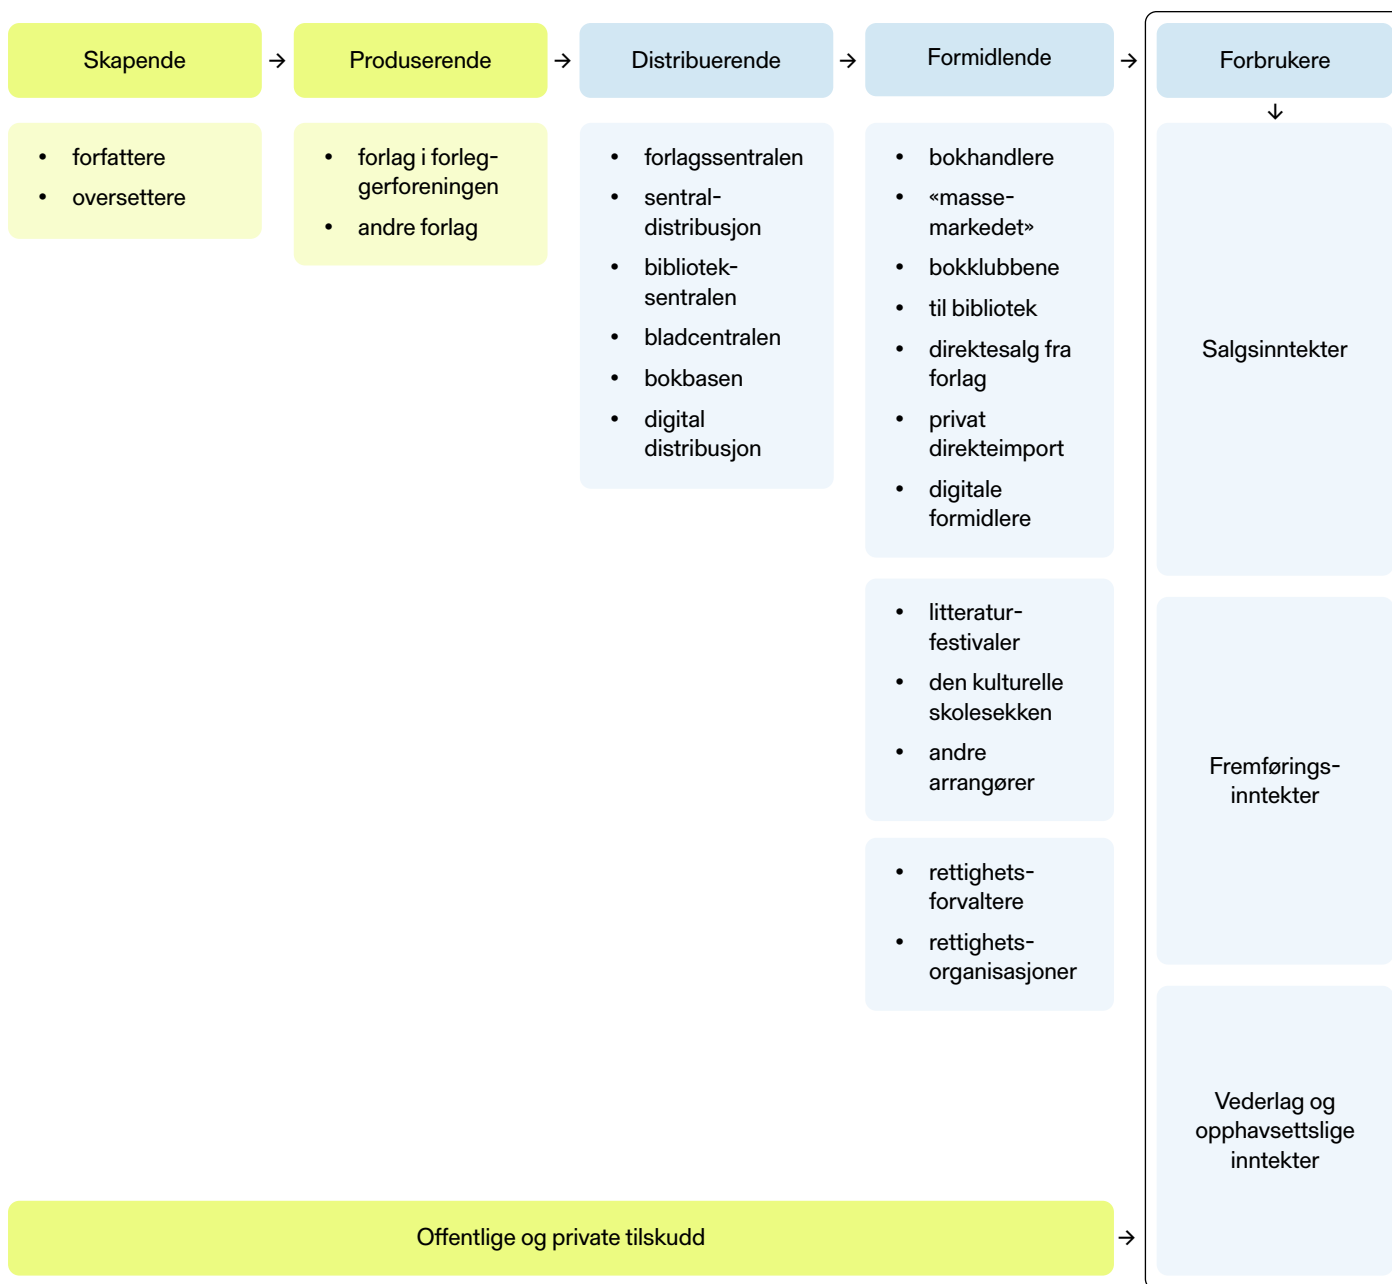 Skapende → Produserende → Distribuerende → Formidlende → Forbrukere
↓
• forfattere
• oversettere
• forlag i forleg-
gerforeningen
• andre forlag
• forlagssentralen
• sentral-
distribusjon
• bibliotek-
sentralen
• bladcentralen
• bokbasen
• digital
distribusjon
• bokhandlere
• «masse-
markedet»
• bokklubbene
• til bibliotek
• direktesalg fra
forlag
• privat
direkteimport
• digitale
formidlere
Salgsinntekter
• litteratur-
festivaler
• den kulturelle
skolesekken
• andre
arrangører
Fremførings-
inntekter
• rettighets-
forvaltere
• rettighets-
organisasjoner
Vederlag og
opphavsettslige
inntekter
Offentlige og private tilskudd →